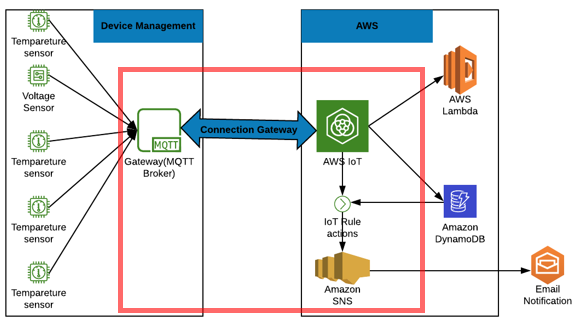 Device Management
AWS
Tempareture
sensor
Voltage
Sensor
Tempareture
sensor
Tempareture
sensor
Tempareture
sensor
MQTT
Gateway(MQTT
Broker)
Connection Gateway
AWS IoT
IoT Rule
actions
Amazon
SNS
AWS
Lambda
Amazon
DynamoDB
Email
Notification